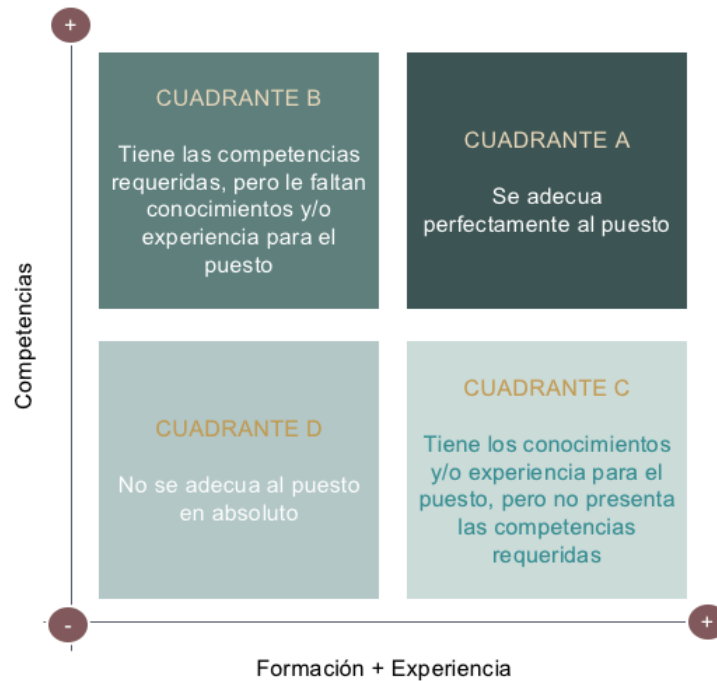 +
CUADRANTE B
Tiene las competencias
requeridas, pero le faltan
conocimientos y/o
experiencia para el
puesto
CUADRANTE A
Se adecua
perfectamente al puesto
Competencias
CUADRANTE D
No se adecua al puesto
en absoluto
CUADRANTE C
Tiene los conocimientos
y/o experiencia para el
puesto, pero no presenta
las competencias
requeridas
-
+
Formación + Experiencia